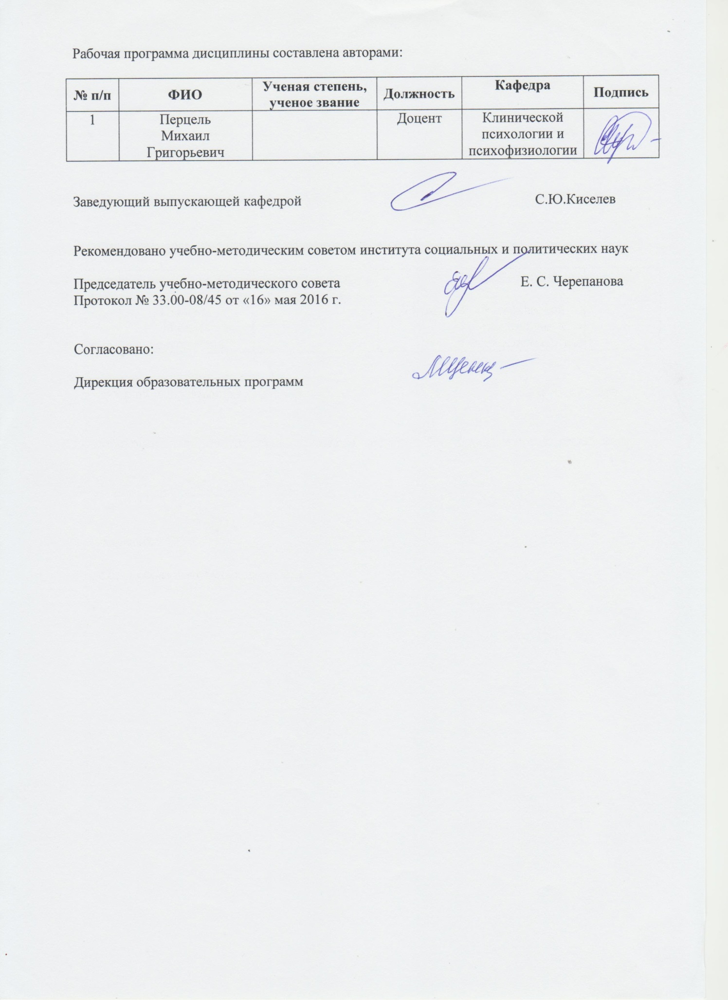 Рабочая программа дисциплины составлена авторами:
№ п/п ФИО Ученая степень, ученое звание Должность Кафедра Подпись
1 Перцель Михаил Григорьевич Доцент Клинической психологии и психофизиологии
Заведующий выпускающей кафедрой С.Ю.Киселев
Рекомендовано учебно-методическим советом института социальных и политических наук
Председатель учебно-методического совета Е. С. Черепанова
Протокол № 33.00-08/45 от «16» мая 2016 г.
Согласовано:
Дирекция образовательных программ